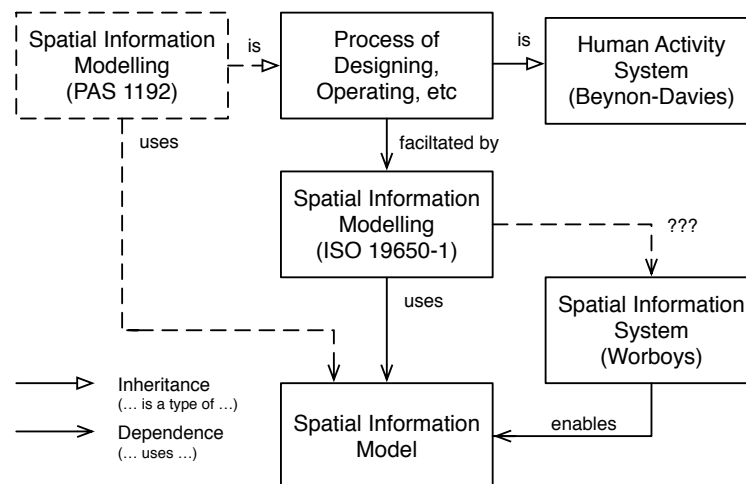 Spatial Information
Modelling
(PAS 1192)
is
Process of
Designing,
Operating, etc
is
Human Activity
System
(Beynon-Davies)
uses
faciltated by
Spatial Information
Modelling
(ISO 19650-1)
???
uses
Spatial Information
System
(Worboys)
Inheritance
(... is a type of ...)
Dependence
(... uses ...)
Spatial Information
Model
enables